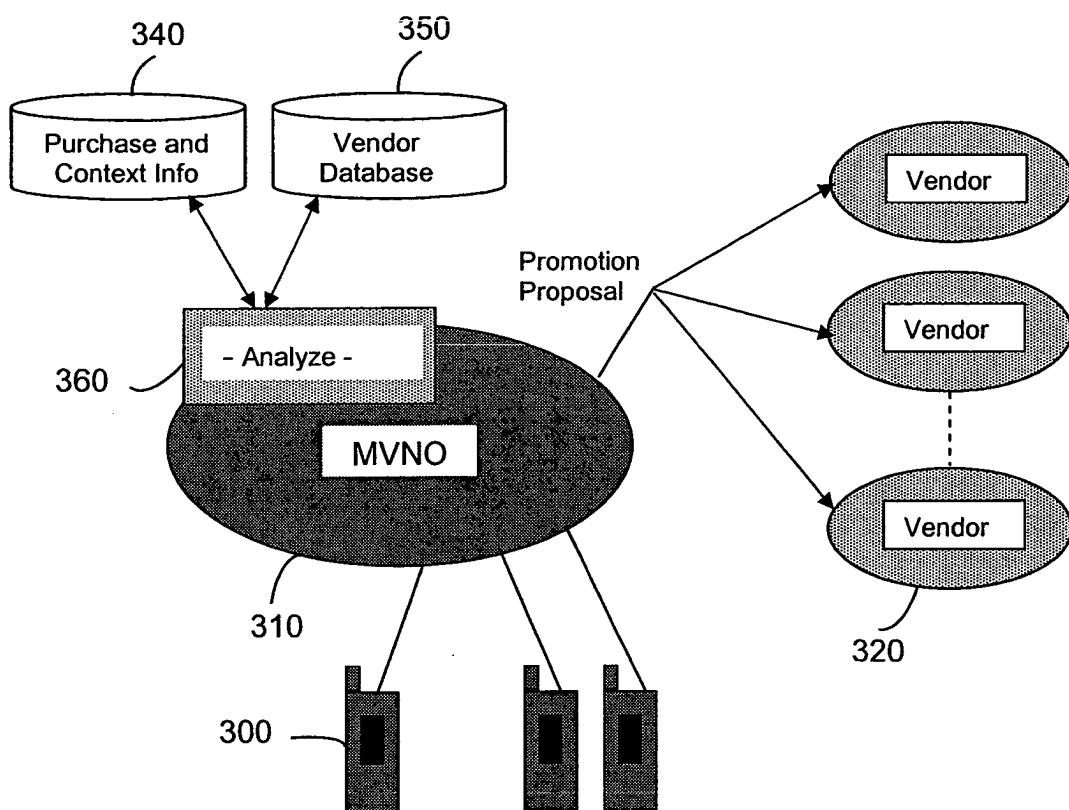 340
350
Purchase and
Context Info
Vendor
Database
Vendor
Promotion
Proposal
Vendor
- Analyze -
360
MVNO
Vendor
310
320
300